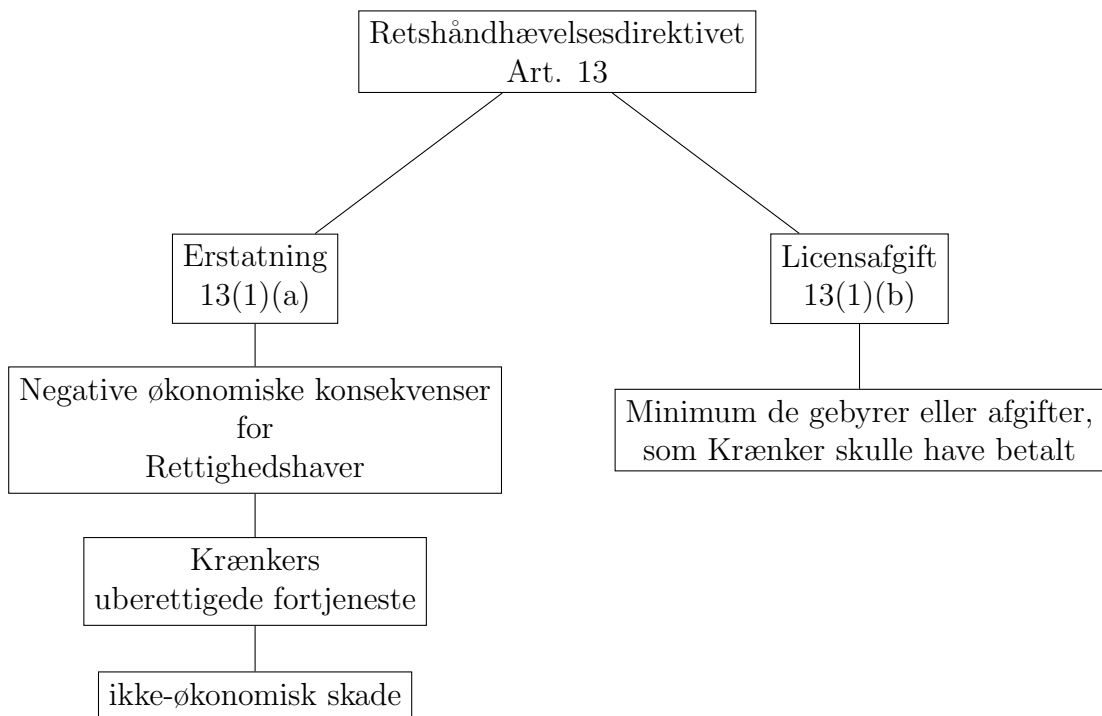 Retshåndhævelsesdirektivet
Art. 13
Erstatning
13(1)(a)
Licensafgift
13(1)(b)
Negative økonomiske konsekvenser
for
Rettighedshaver
Minimum de gebyrer eller afgifter,
som Krænker skulle have betalt
Krænkers
uberettigede fortjeneste
ikke-økonomisk skade